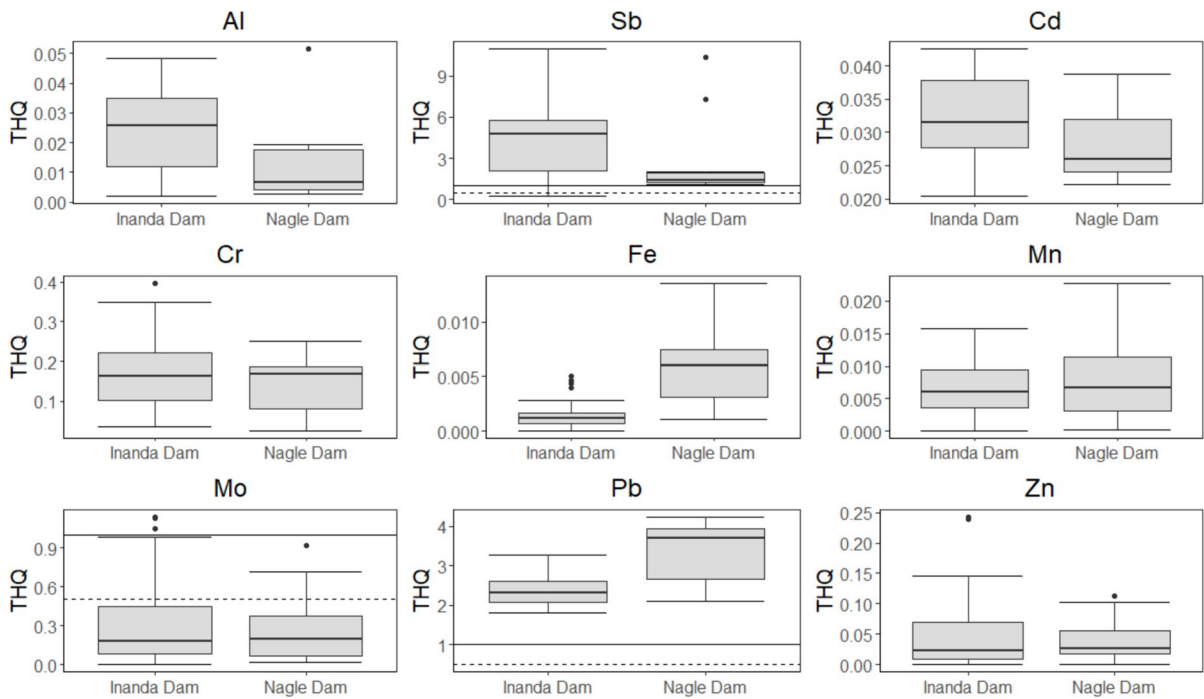 Al
THQ
0.05
0.04
0.03
0.02
0.01
0.00
Inanda Dam
Nagle Dam
Sb
THQ
9
6
3
0
Inanda Dam
Nagle Dam
Cd
THQ
0.040
0.035
0.030
0.025
0.020
Inanda Dam
Nagle Dam
Cr
THQ
0.4
0.3
0.2
0.1
Inanda Dam
Nagle Dam
Fe
THQ
0.010
0.005
0.000
Inanda Dam
Nagle Dam
Mn
THQ
0.020
0.015
0.010
0.005
0.000
Inanda Dam
Nagle Dam
Mo
THQ
0.9
0.6
0.3
0.0
Inanda Dam
Nagle Dam
Pb
THQ
4
3
2
1
Inanda Dam
Nagle Dam
Zn
THQ
0.25
0.20
0.15
0.10
0.05
0.00
Inanda Dam
Nagle Dam